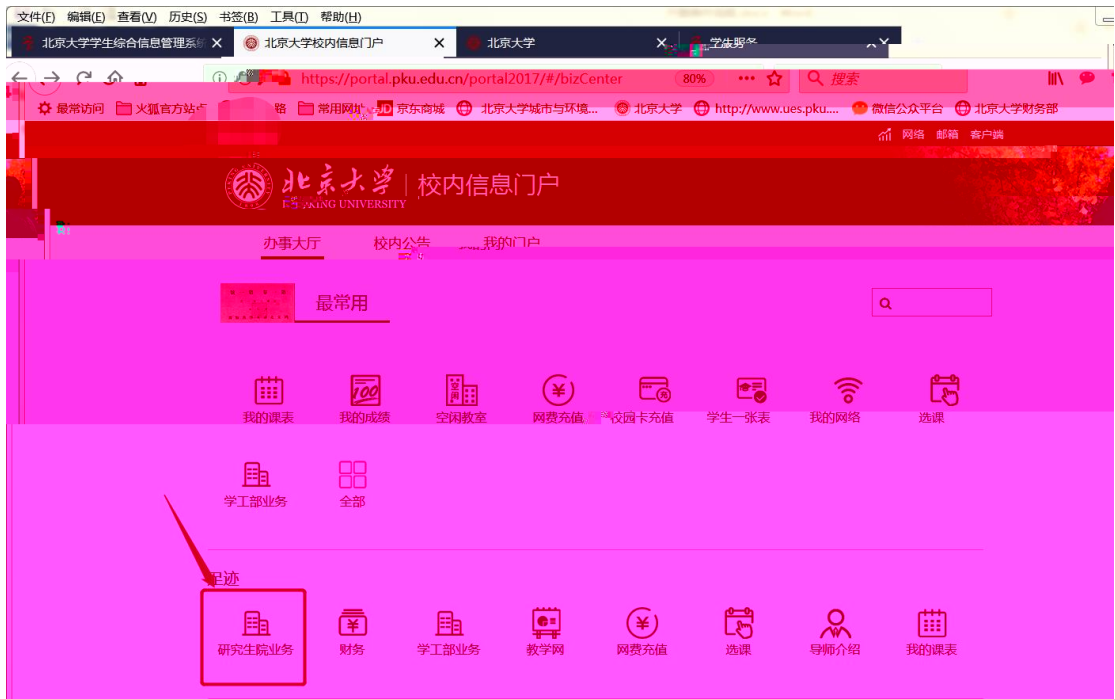 文件(F) 编辑(E) 查看(V) 历史(S) 书签(B) 工具(T) 帮助(H)
北京大学学生综合信息管理系统 北京大学校内信息门户 北京大学
https://portal.pku.edu.cn/portal2017/#/bizCenter 80% 搜索
最常访问 火狐官方站点 常用网址 JD 京东商城 北京大学城市与环境... 北京大学 http://www.ues.pku.... 微信公众平台 北京大学财务部
网络 邮箱 客户端
北京大学 校内信息门户
PEKING UNIVERSITY
办事大厅 校内公告 我的门户
最常用
我的课表 我的成绩 空闲教室 网费充值 校园卡充值 学生一张表 我的网络 选课
学工部业务 全部
足迹
研究生院业务 财务 学工部业务 教学网 网费充值 选课 导师介绍 我的课表